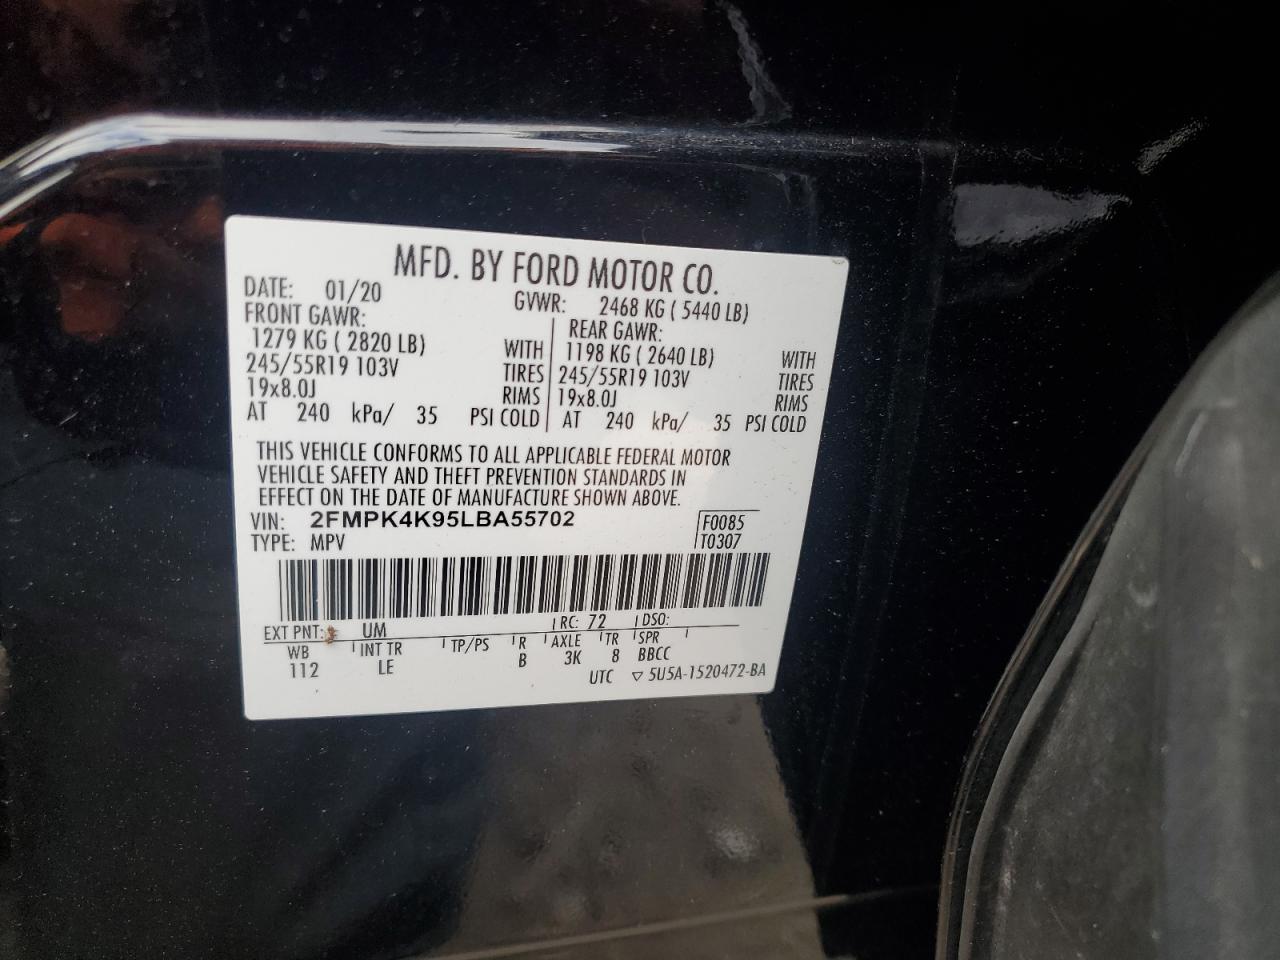 MFD. BY FORD MOTOR CO.
DATE: 01/20 GVWR: 2468 KG ( 5440 LB)
FRONT GAWR: REAR GAWR:
1279 KG ( 2820 LB) WITH 1198 KG ( 2640 LB) WITH
245/55R19 103V TIRES 245/55R19 103V TIRES
19x8.0J RIMS 19x8.0J RIMS
AT 240 kPa/ 35 PSI COLD AT 240 kPa/ 35 PSI COLD
THIS VEHICLE CONFORMS TO ALL APPLICABLE FEDERAL MOTOR
VEHICLE SAFETY AND THEFT PREVENTION STANDARDS IN
EFFECT ON THE DATE OF MANUFACTURE SHOWN ABOVE.
VIN: 2FMPK4K95LBA55702 F0085
TYPE: MPV T0307
EXT PNT: UM RC: 72 DSO:
WB INT TR TP/PS R AXLE TR SPR
112 LE B 3K 8 BBCC
UTC ▽ 5U5A-1520472-BA